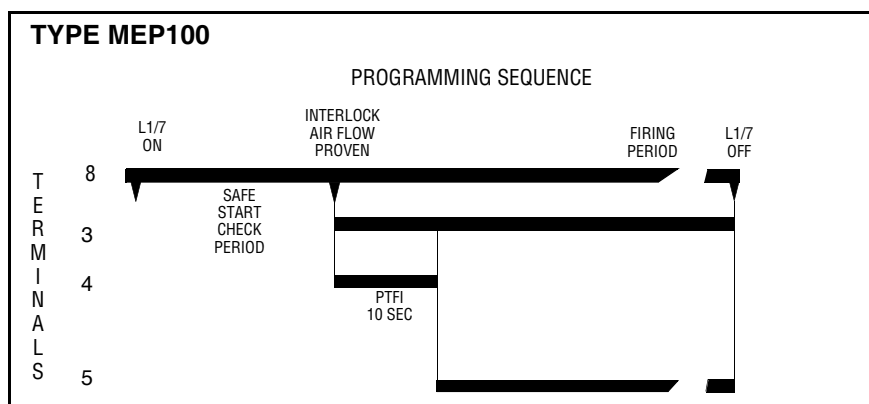 TYPE MEP100
PROGRAMMING SEQUENCE
L1/7
ON
INTERLOCK
AIR FLOW
PROVEN
FIRING
PERIOD
L1/7
OFF
TERMINALS
8
SAFE
START
CHECK
PERIOD
3
4
PTFI
10 SEC
5